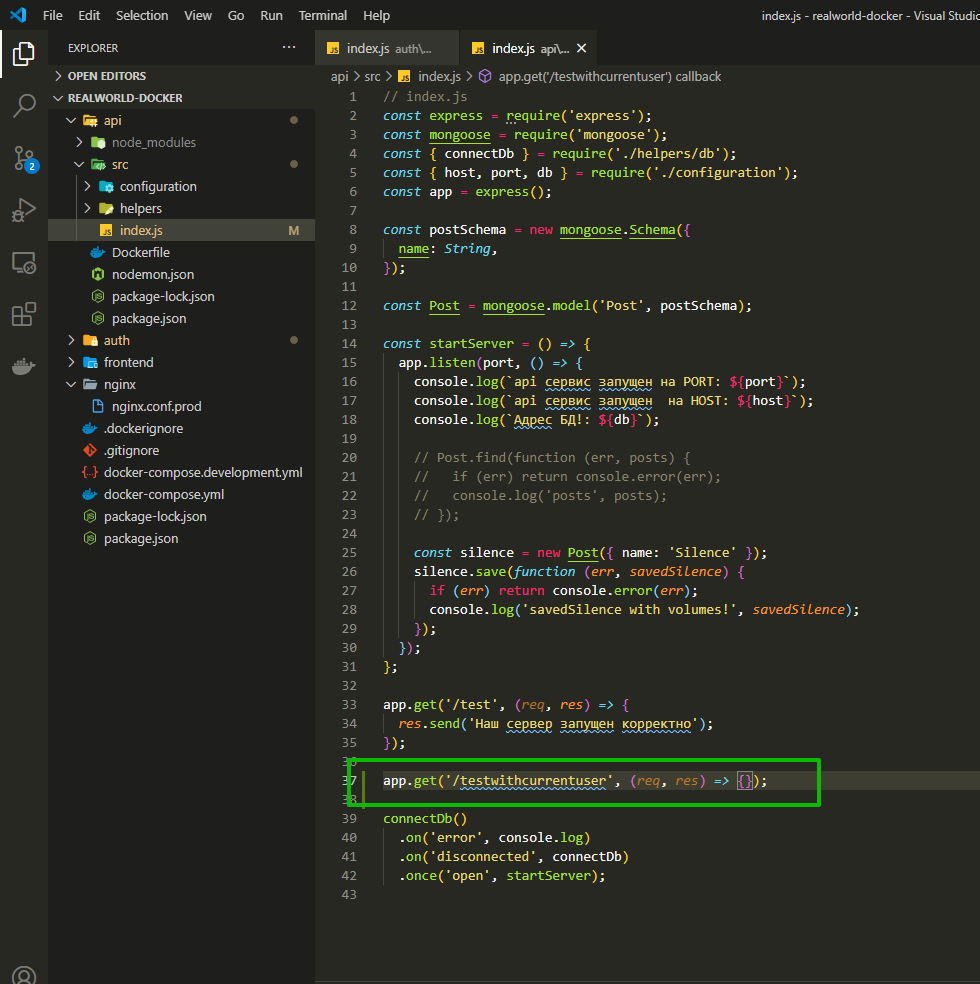 File Edit Selection View Go Run Terminal Help
index.js - realworld-docker - Visual Studio
EXPLORER ···
index.js auth\...
index.js api\...
OPEN EDITORS
api > src > index.js > app.get('/testwithcurrentuser') callback
REALWORLD-DOCKER
api
node_modules
src
configuration
helpers
index.js M
Dockerfile
nodemon.json
package-lock.json
package.json
auth
frontend
nginx
nginx.conf.prod
.dockerignore
.gitignore
docker-compose.development.yml
docker-compose.yml
package-lock.json
package.json
2
1 // index.js
2 const express = require('express');
3 const mongoose = require('mongoose');
4 const { connectDb } = require('./helpers/db');
5 const { host, port, db } = require('./configuration');
6 const app = express();
7
8 const postSchema = new mongoose.Schema({
9 name: String,
10 });
11
12 const Post = mongoose.model('Post', postSchema);
13
14 const startServer = () => {
15 app.listen(port, () => {
16 console.log(`api сервис запущен на PORT: ${port}`);
17 console.log(`api сервис запущен  на HOST: ${host}`);
18 console.log(`Адрес БД!: ${db}`);
19
20 // Post.find(function (err, posts) {
21 //   if (err) return console.error(err);
22 //   console.log('posts', posts);
23 // });
24
25 const silence = new Post({ name: 'Silence' });
26 silence.save(function (err, savedSilence) {
27 if (err) return console.error(err);
28 console.log('savedSilence with volumes!', savedSilence);
29 });
30 });
31 };
32
33 app.get('/test', (req, res) => {
34 res.send('Наш сервер запущен корректно');
35 });
36
37 app.get('/testwithcurrentuser', (req, res) => {});
38
39 connectDb()
40 .on('error', console.log)
41 .on('disconnected', connectDb)
42 .once('open', startServer);
43